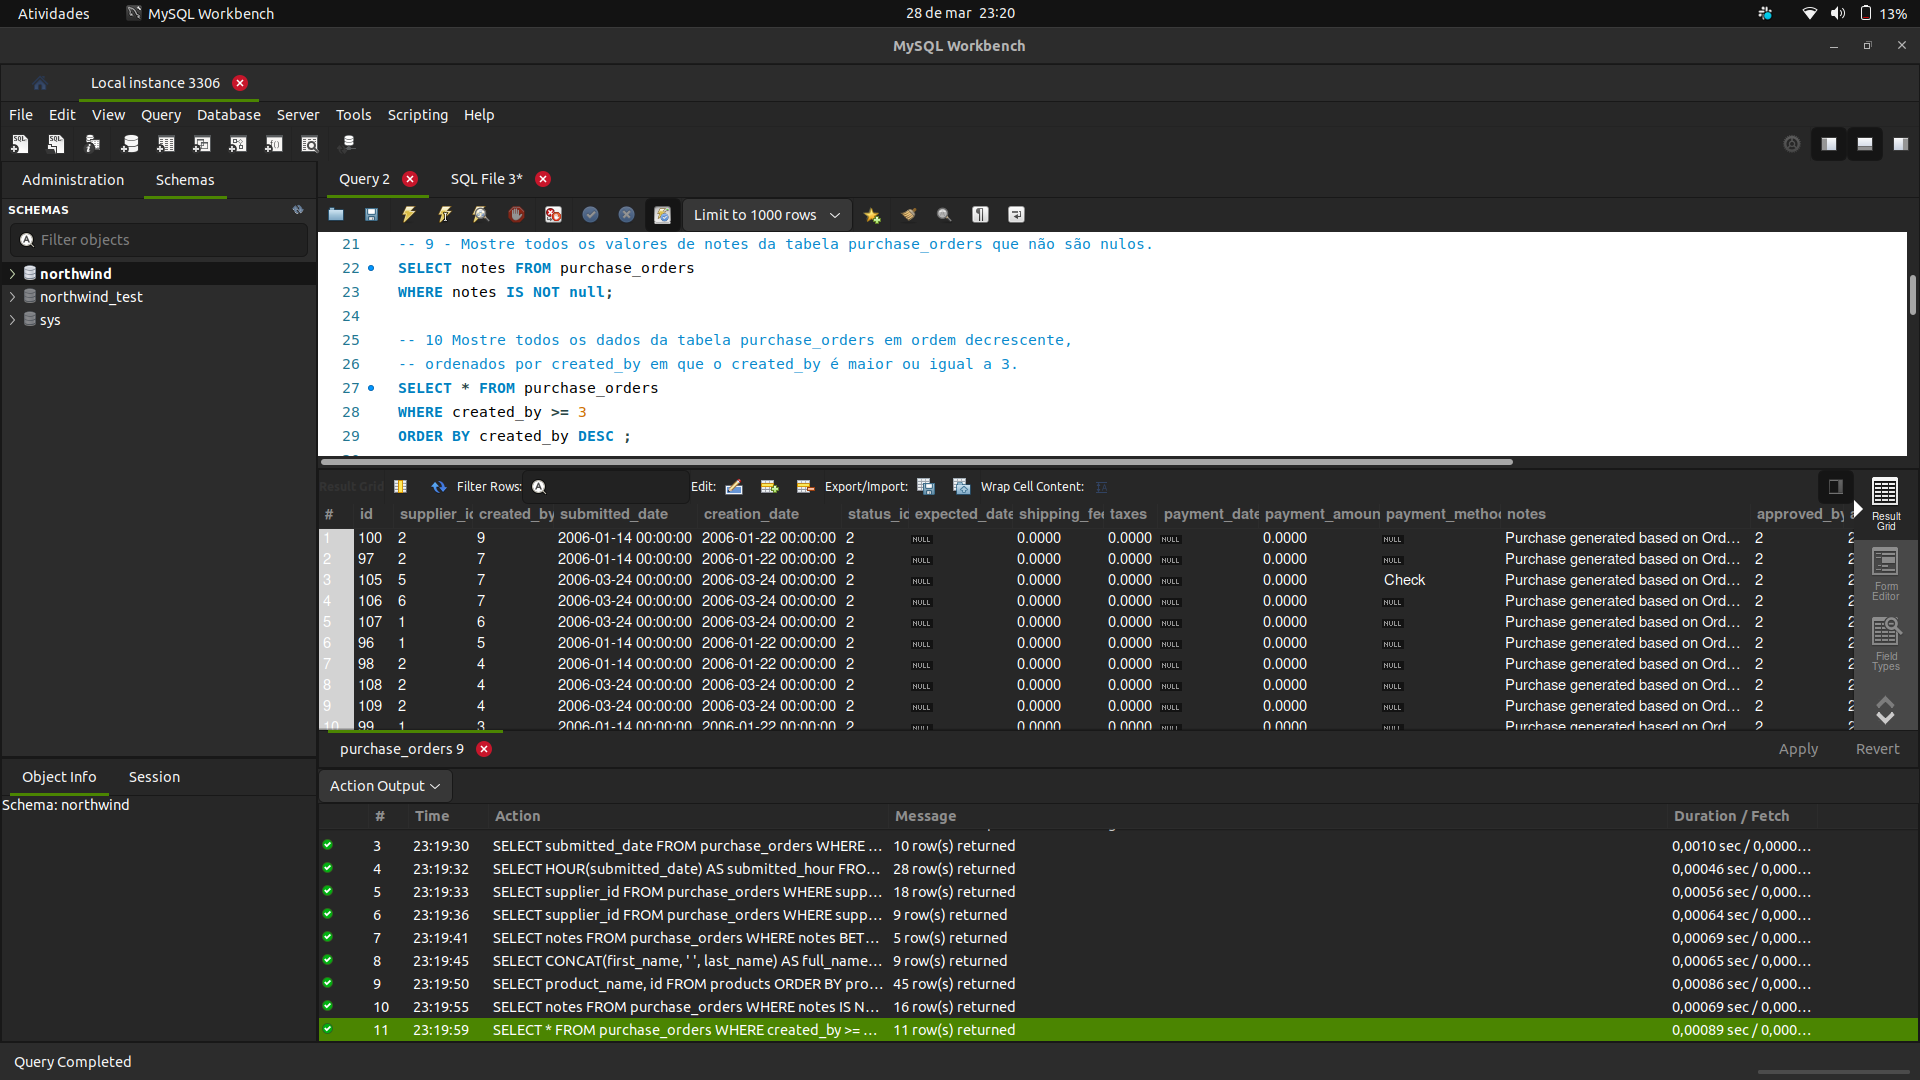 Atividades MySQL Workbench 28 de mar 23:20 13%
MySQL Workbench
Local instance 3306
File Edit View Query Database Server Tools Scripting Help
Administration Schemas
SCHEMAS
Filter objects
northwind
northwind_test
sys
Query 2 SQL File 3*
Limit to 1000 rows
21 -- 9 - Mostre todos os valores de notes da tabela purchase_orders que não são nulos.
22 SELECT notes FROM purchase_orders
23 WHERE notes IS NOT null;
24
25 -- 10 Mostre todos os dados da tabela purchase_orders em ordem decrescente,
26 -- ordenados por created_by em que o created_by é maior ou igual a 3.
27 SELECT * FROM purchase_orders
28 WHERE created_by >= 3
29 ORDER BY created_by DESC ;
Result Grid Filter Rows: Edit: Export/Import: Wrap Cell Content:
# id supplier_id created_by submitted_date creation_date status_id expected_date shipping_fee taxes payment_date payment_amoun payment_method notes approved_by
1 100 2 9 2006-01-14 00:00:00 2006-01-22 00:00:00 2 NULL 0.0000 0.0000 NULL 0.0000 NULL Purchase generated based on Ord... 2 2
2 97 2 7 2006-01-14 00:00:00 2006-01-22 00:00:00 2 NULL 0.0000 0.0000 NULL 0.0000 NULL Purchase generated based on Ord... 2 2
3 105 5 7 2006-03-24 00:00:00 2006-03-24 00:00:00 2 NULL 0.0000 0.0000 NULL 0.0000 Check Purchase generated based on Ord... 2 2
4 106 6 7 2006-03-24 00:00:00 2006-03-24 00:00:00 2 NULL 0.0000 0.0000 NULL 0.0000 NULL Purchase generated based on Ord... 2 2
5 107 1 6 2006-03-24 00:00:00 2006-03-24 00:00:00 2 NULL 0.0000 0.0000 NULL 0.0000 NULL Purchase generated based on Ord... 2 2
6 96 1 5 2006-01-14 00:00:00 2006-01-22 00:00:00 2 NULL 0.0000 0.0000 NULL 0.0000 NULL Purchase generated based on Ord... 2 2
7 98 2 4 2006-01-14 00:00:00 2006-01-22 00:00:00 2 NULL 0.0000 0.0000 NULL 0.0000 NULL Purchase generated based on Ord... 2 2
8 108 2 4 2006-03-24 00:00:00 2006-03-24 00:00:00 2 NULL 0.0000 0.0000 NULL 0.0000 NULL Purchase generated based on Ord... 2 2
9 109 2 4 2006-03-24 00:00:00 2006-03-24 00:00:00 2 NULL 0.0000 0.0000 NULL 0.0000 NULL Purchase generated based on Ord... 2 2
10 99 1 3 2006-01-14 00:00:00 2006-01-22 00:00:00 2 NULL 0.0000 0.0000 NULL 0.0000 NULL Purchase generated based on Ord... 2 2
Result
Grid
Form
Editor
Field
Types
purchase_orders 9 Apply Revert
Object Info Session
Schema: northwind
Action Output
# Time Action Message Duration / Fetch
3 23:19:30 SELECT submitted_date FROM purchase_orders WHERE ... 10 row(s) returned 0,0010 sec / 0,0000...
4 23:19:32 SELECT HOUR(submitted_date) AS submitted_hour FRO... 28 row(s) returned 0,00046 sec / 0,000...
5 23:19:33 SELECT supplier_id FROM purchase_orders WHERE supp... 18 row(s) returned 0,00056 sec / 0,000...
6 23:19:36 SELECT supplier_id FROM purchase_orders WHERE supp... 9 row(s) returned 0,00064 sec / 0,000...
7 23:19:41 SELECT notes FROM purchase_orders WHERE notes BET... 5 row(s) returned 0,00069 sec / 0,000...
8 23:19:45 SELECT CONCAT(first_name, ' ', last_name) AS full_name... 9 row(s) returned 0,00065 sec / 0,000...
9 23:19:50 SELECT product_name, id FROM products ORDER BY pro... 45 row(s) returned 0,00086 sec / 0,000...
10 23:19:55 SELECT notes FROM purchase_orders WHERE notes IS N... 16 row(s) returned 0,00069 sec / 0,000...
11 23:19:59 SELECT * FROM purchase_orders WHERE created_by >= ... 11 row(s) returned 0,00089 sec / 0,000...
Query Completed